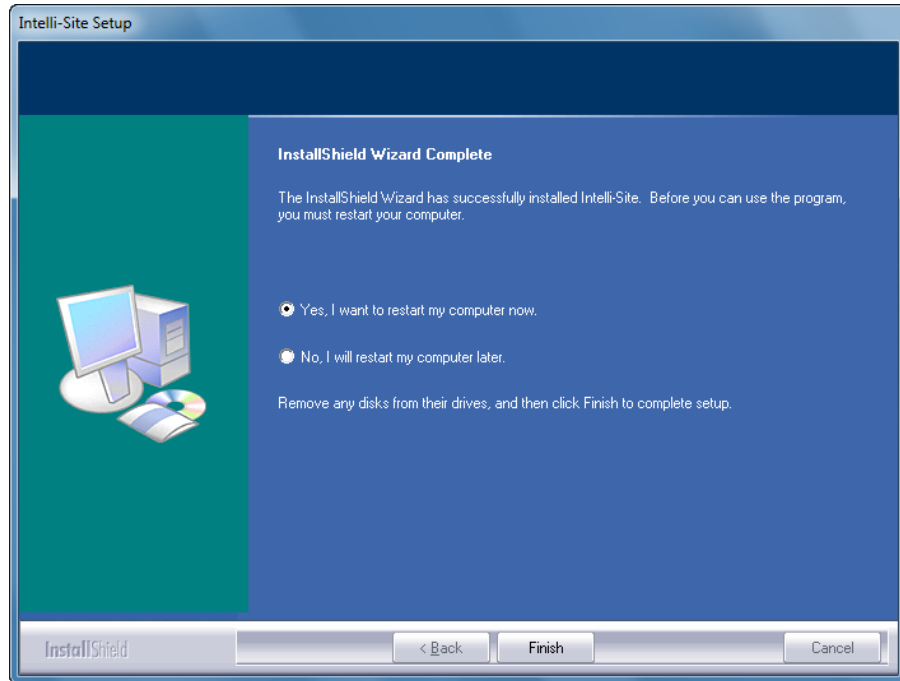 Intelli-Site Setup
InstallShield Wizard Complete
The InstallShield Wizard has successfully installed Intelli-Site. Before you can use the program,
you must restart your computer.
Yes, I want to restart my computer now.
No, I will restart my computer later.
Remove any disks from their drives, and then click Finish to complete setup.
InstallShield
< Back
Finish
Cancel